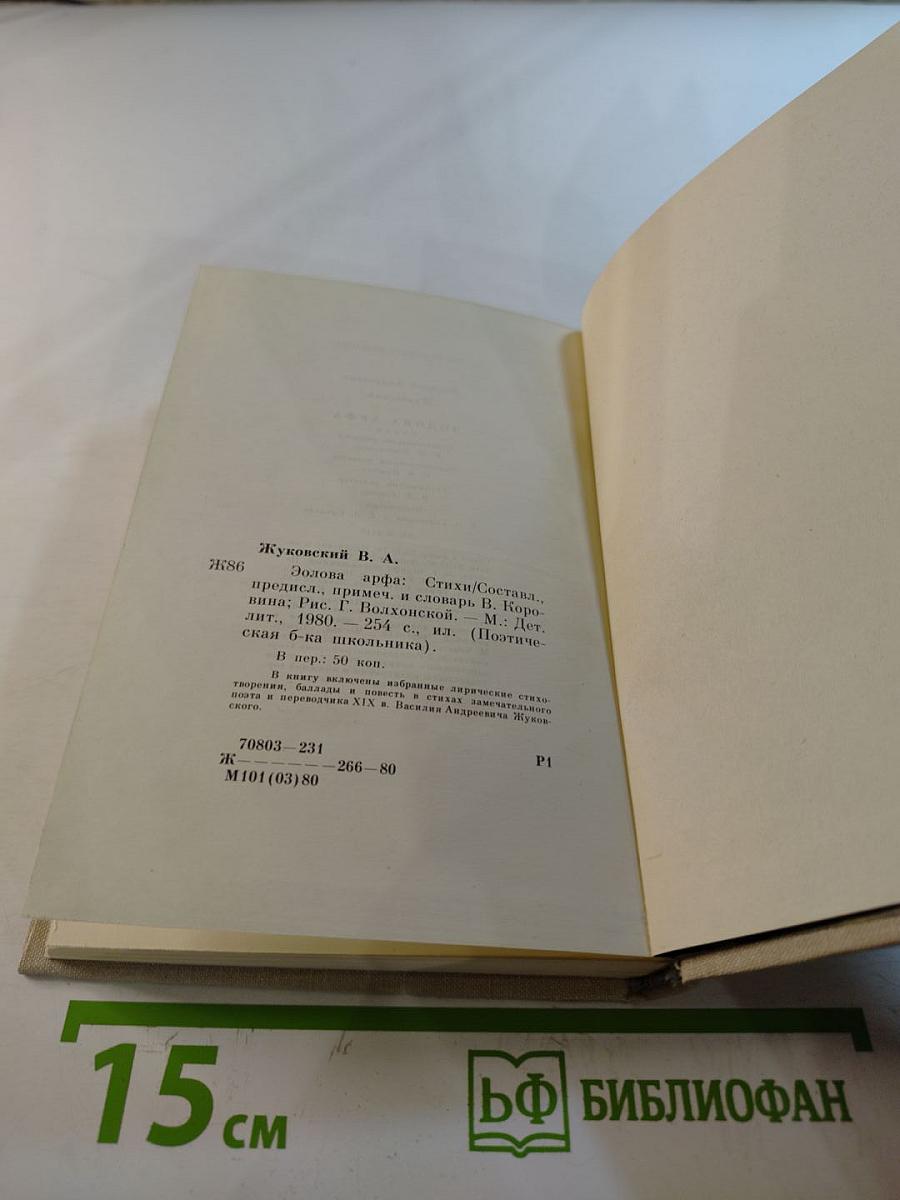 Жуковский В. А.
Ж86 Эолова арфа: Стихи/Составл.,
предисл., примеч. и словарь В. Коро-
вина; Рис. Г. Волхонской. — М.: Дет.
лит., 1980. — 254 с., ил. (Поэтиче-
ская б-ка школьника).
В пер.: 50 коп.
В книгу включены избранные лирические стихо-
творения, баллады и повесть в стихах замечательного
поэта и переводчика XIX в. Василия Андреевича Жуков-
ского.
70803—231
Ж——————266—80 Р1
М101(03)80
15 см
ЬФ БИБЛИОФАН